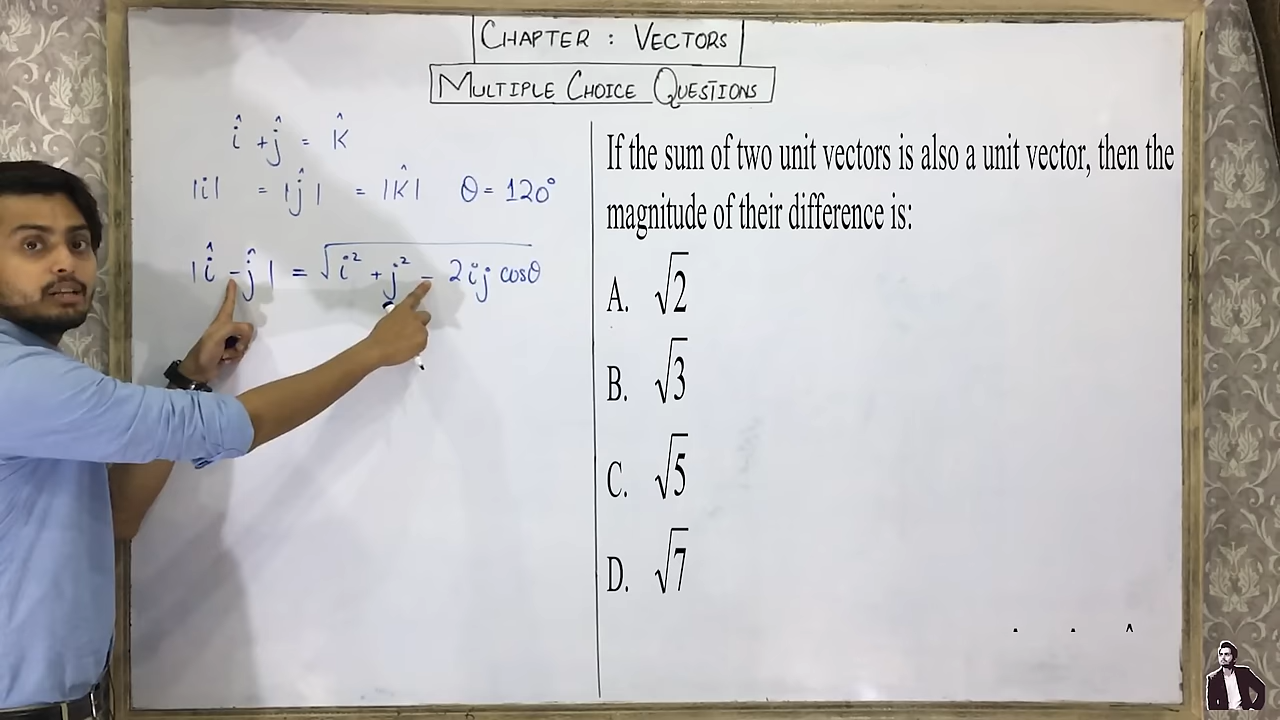 CHAPTER : VECTORS
MULTIPLE CHOICE QUESTIONS
î + ĵ = k̂
|i| = |ĵ| = |k̂| θ = 120°
|î - ĵ| = √i² + j² - 2ij cosθ
If the sum of two unit vectors is also a unit vector, then the
magnitude of their difference is:
A. √2
B. √3
C. √5
D. √7